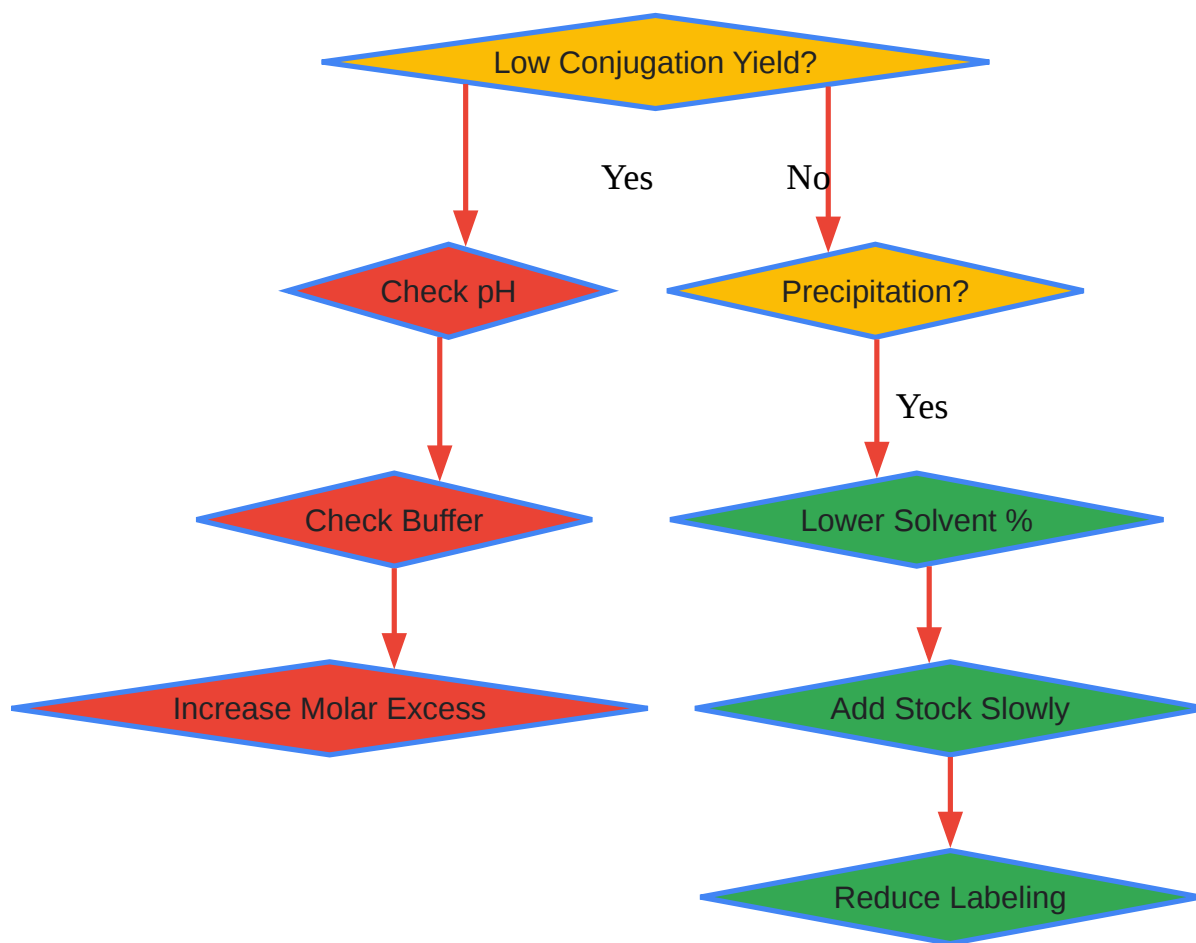 Low Conjugation Yield?
Yes
No
Check pH
Precipitation?
Yes
Check Buffer
Lower Solvent %
Increase Molar Excess
Add Stock Slowly
Reduce Labeling